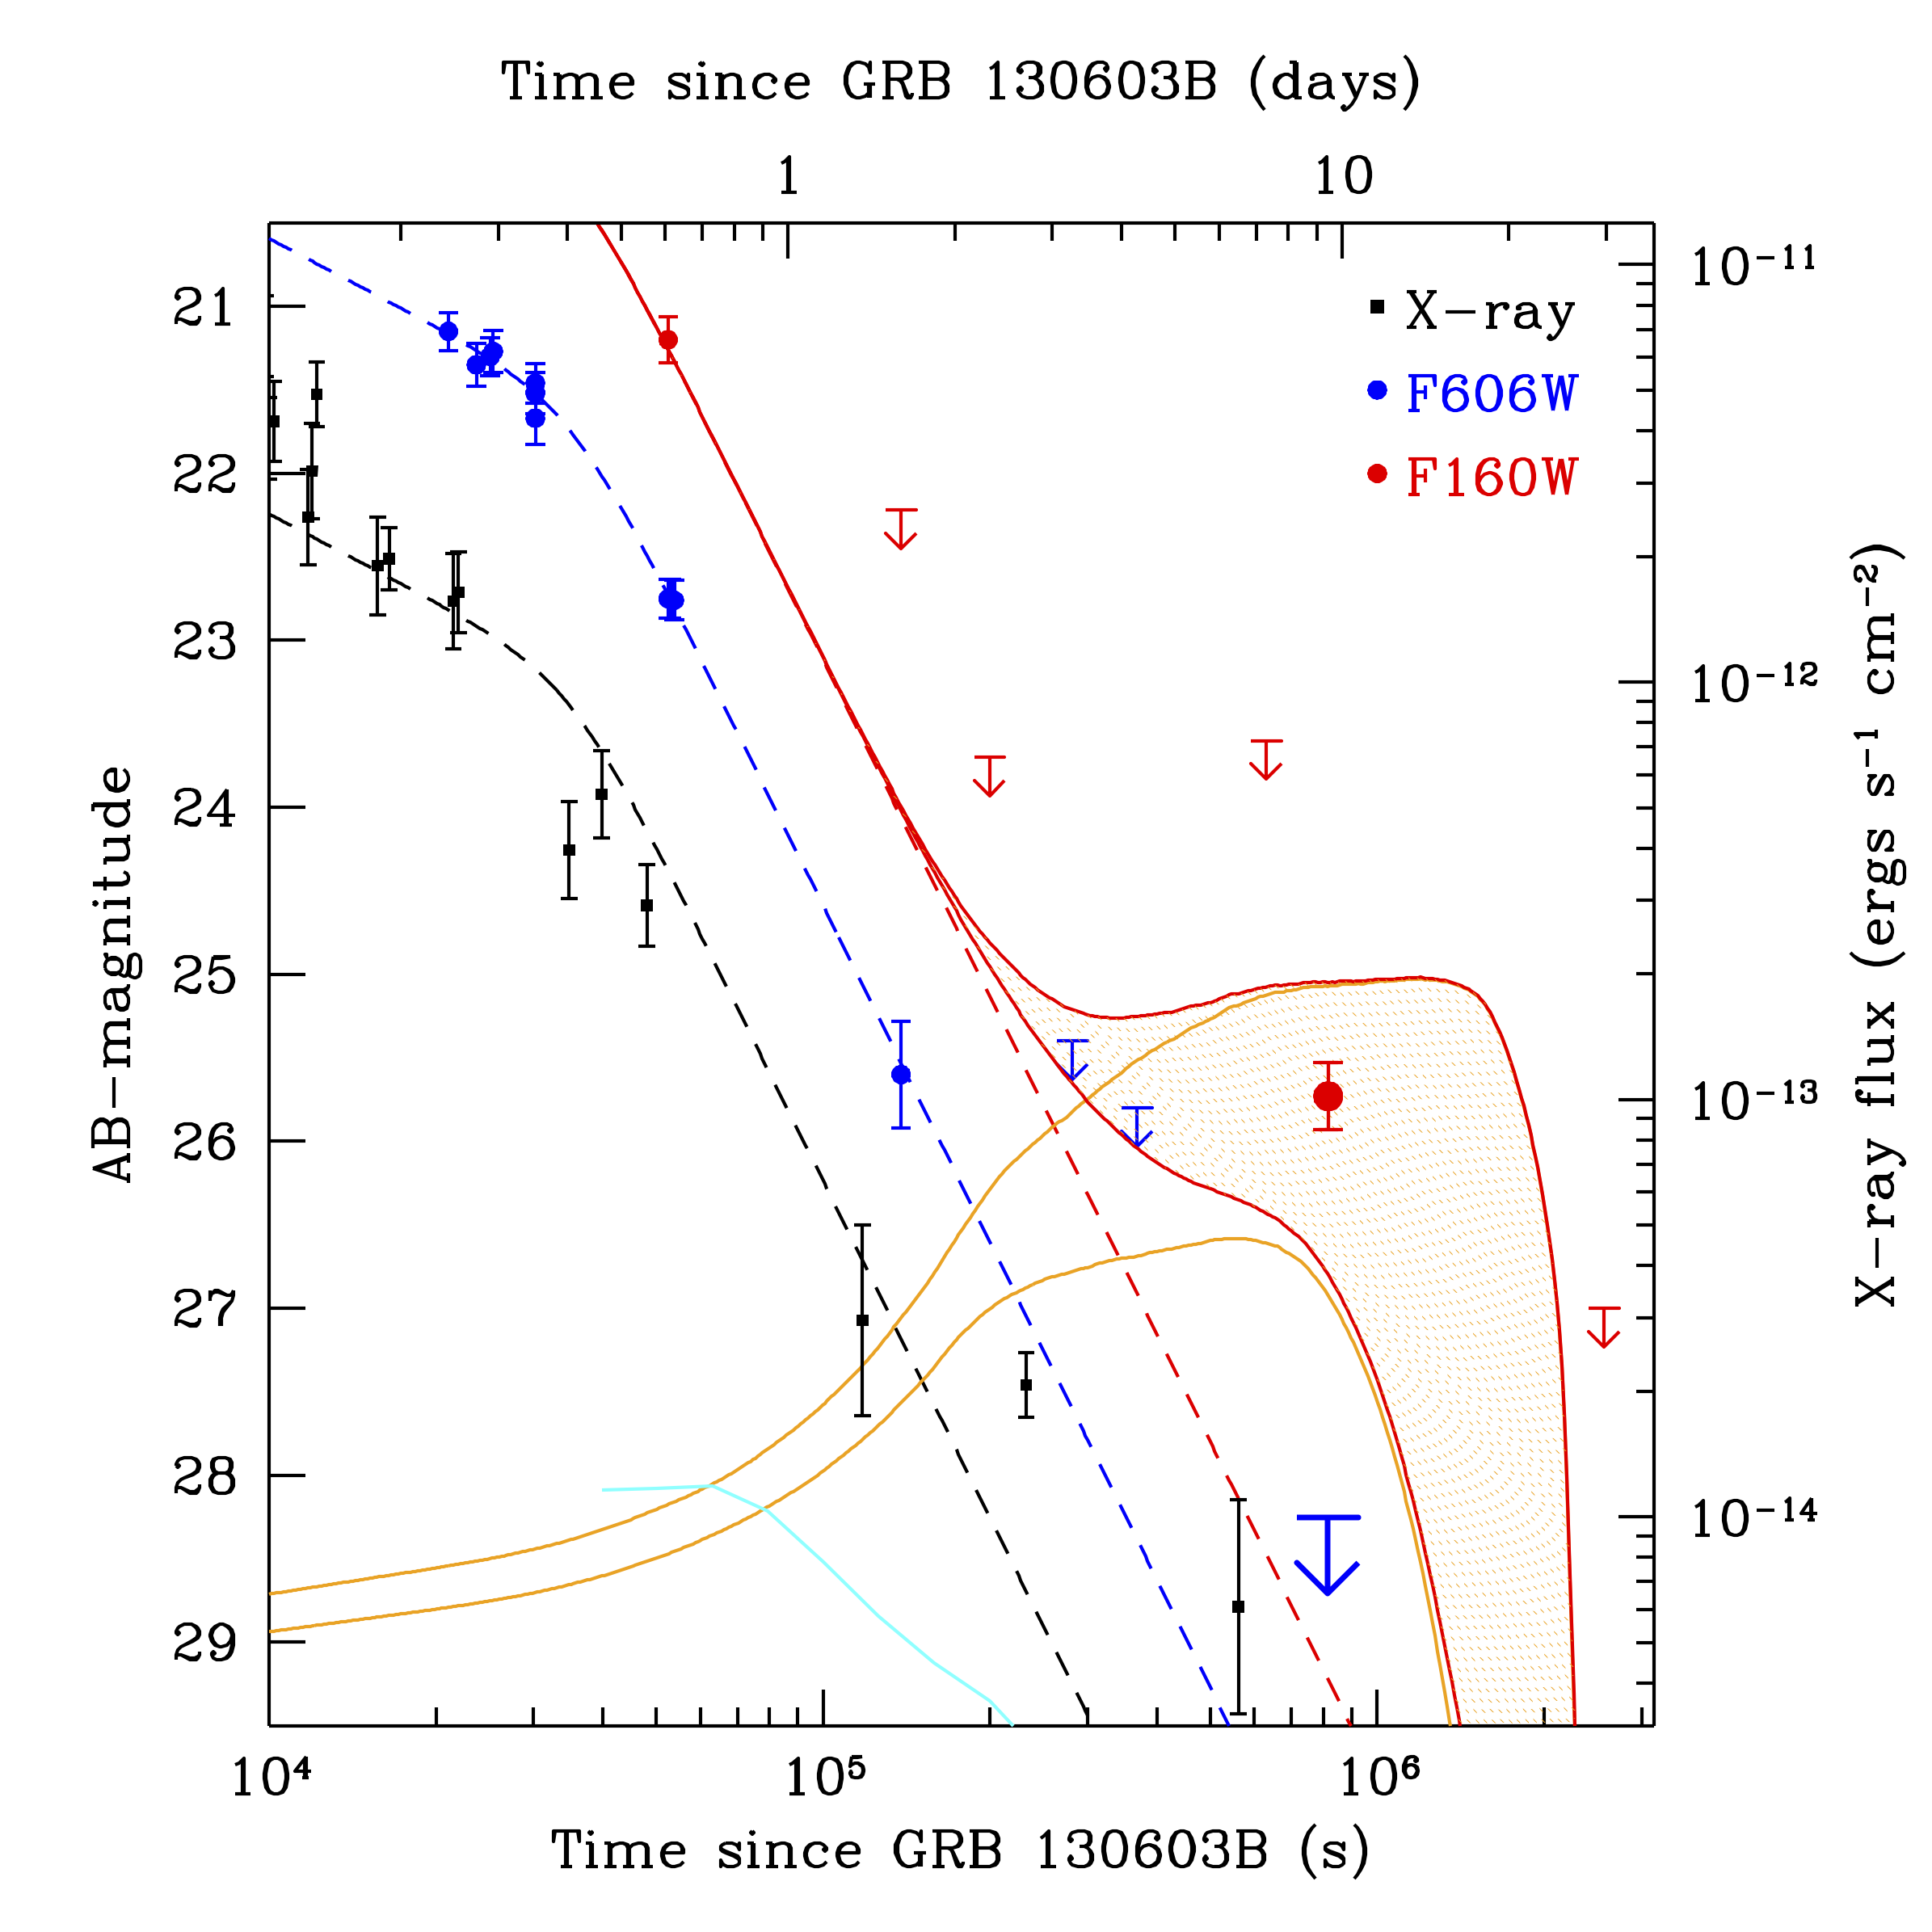 Time since GRB 130603B (days)
1 10
X-ray
F606W
F160W
21
22
23
24
25
26
27
28
29
AB-magnitude
10⁻¹¹
10⁻¹²
10⁻¹³
10⁻¹⁴
X-ray flux (ergs s⁻¹ cm⁻²)
10⁴ 10⁵ 10⁶
Time since GRB 130603B (s)